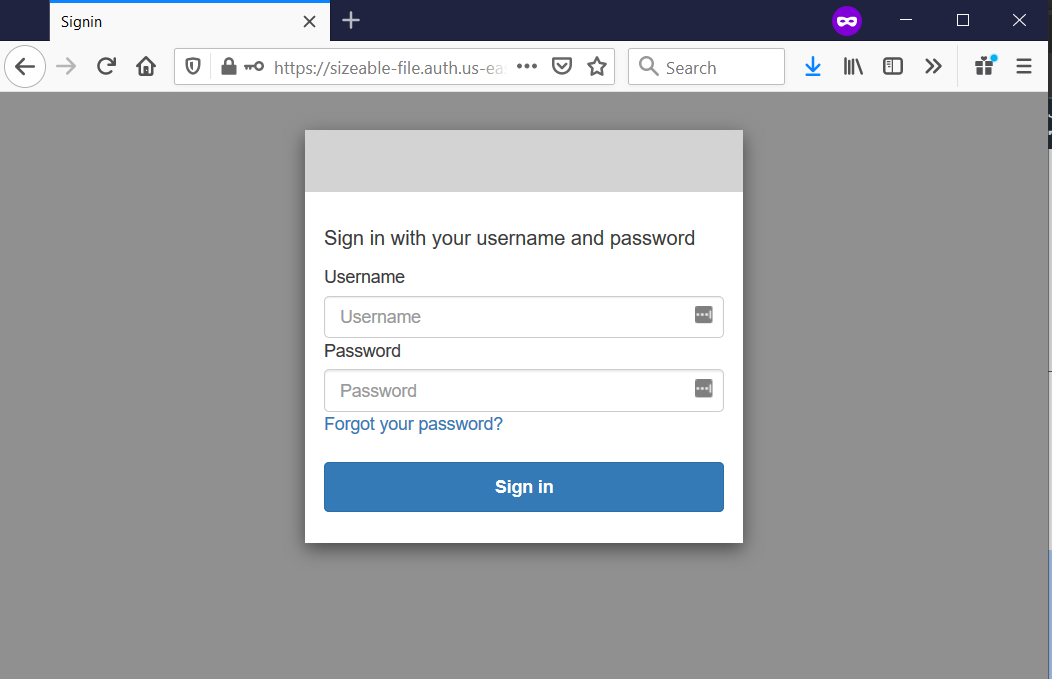 Signin
https://sizeable-file.auth.us-ea
Search
Sign in with your username and password
Username
Username
Password
Password
Forgot your password?
Sign in